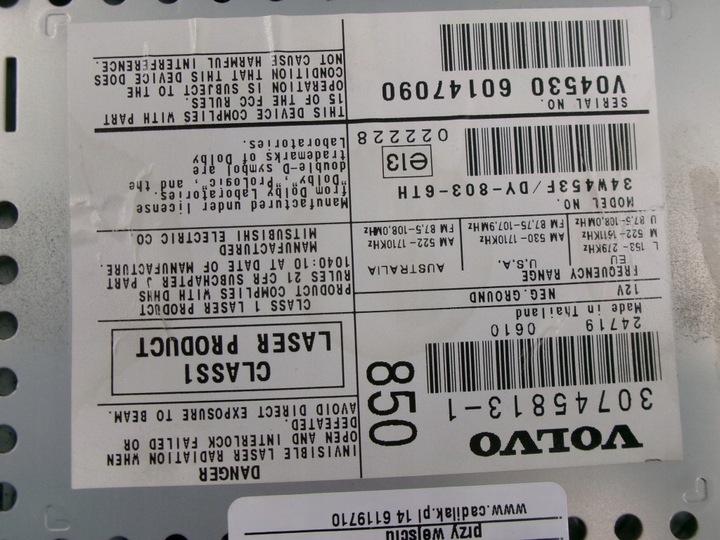 przy wejściu
www.cadilak.pl 14 6119710
VOLVO
30745813-1
850
24719 0610
Made in Thailand
12V NEG. GROUND
FREQUENCY RANGE
EU
L 153- 279KHz
M 522- 1611KHz
U 87.5-108.0MHz
U.S.A.
AM 530-1710KHz
FM 87.75-107.9MHz
AUSTRALIA
AM 522-1710KHz
FM 87.5-108.0MHz
MODEL NO.
34W453F/DY-803-6TH
e13 022228
SERIAL NO.
V04530 60147090
DANGER
INVISIBLE LASER RADIATION WHEN
OPEN AND INTERLOCK FAILED OR
DEFEATED.
AVOID DIRECT EXPOSURE TO BEAM.
CLASS1
LASER PRODUCT
CLASS 1 LASER PRODUCT
PRODUCT COMPLIES WITH DHHS
RULES 21 CFR SUBCHAPTER J PART
1040:10 AT DATE OF MANUFACTURE.
MANUFACTURED
MITSUBISHI ELECTRIC CO.
Manufactured under license
from Dolby Laboratories.
"Dolby", "Pro Logic", and the
double-D symbol are
trademarks of Dolby
Laboratories.
THIS DEVICE COMPLIES WITH PART
15 OF THE FCC RULES.
OPERATION IS SUBJECT TO THE
CONDITION THAT THIS DEVICE DOES
NOT CAUSE HARMFUL INTERFERENCE.